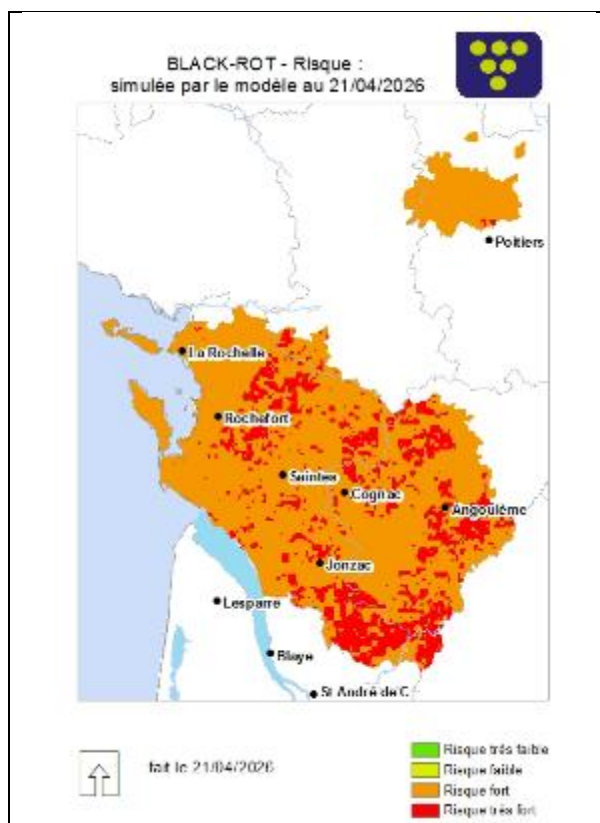 BLACK-ROT - Risque :
simulée par le modèle au 21/04/2026
Poitiers
La Rochelle
Rochefort
Saintes
Cognac
Angoulême
Jonzac
Lesparre
Blaye
St André de C
fait le 21/04/2026
Risque très faible
Risque faible
Risque fort
Risque très fort